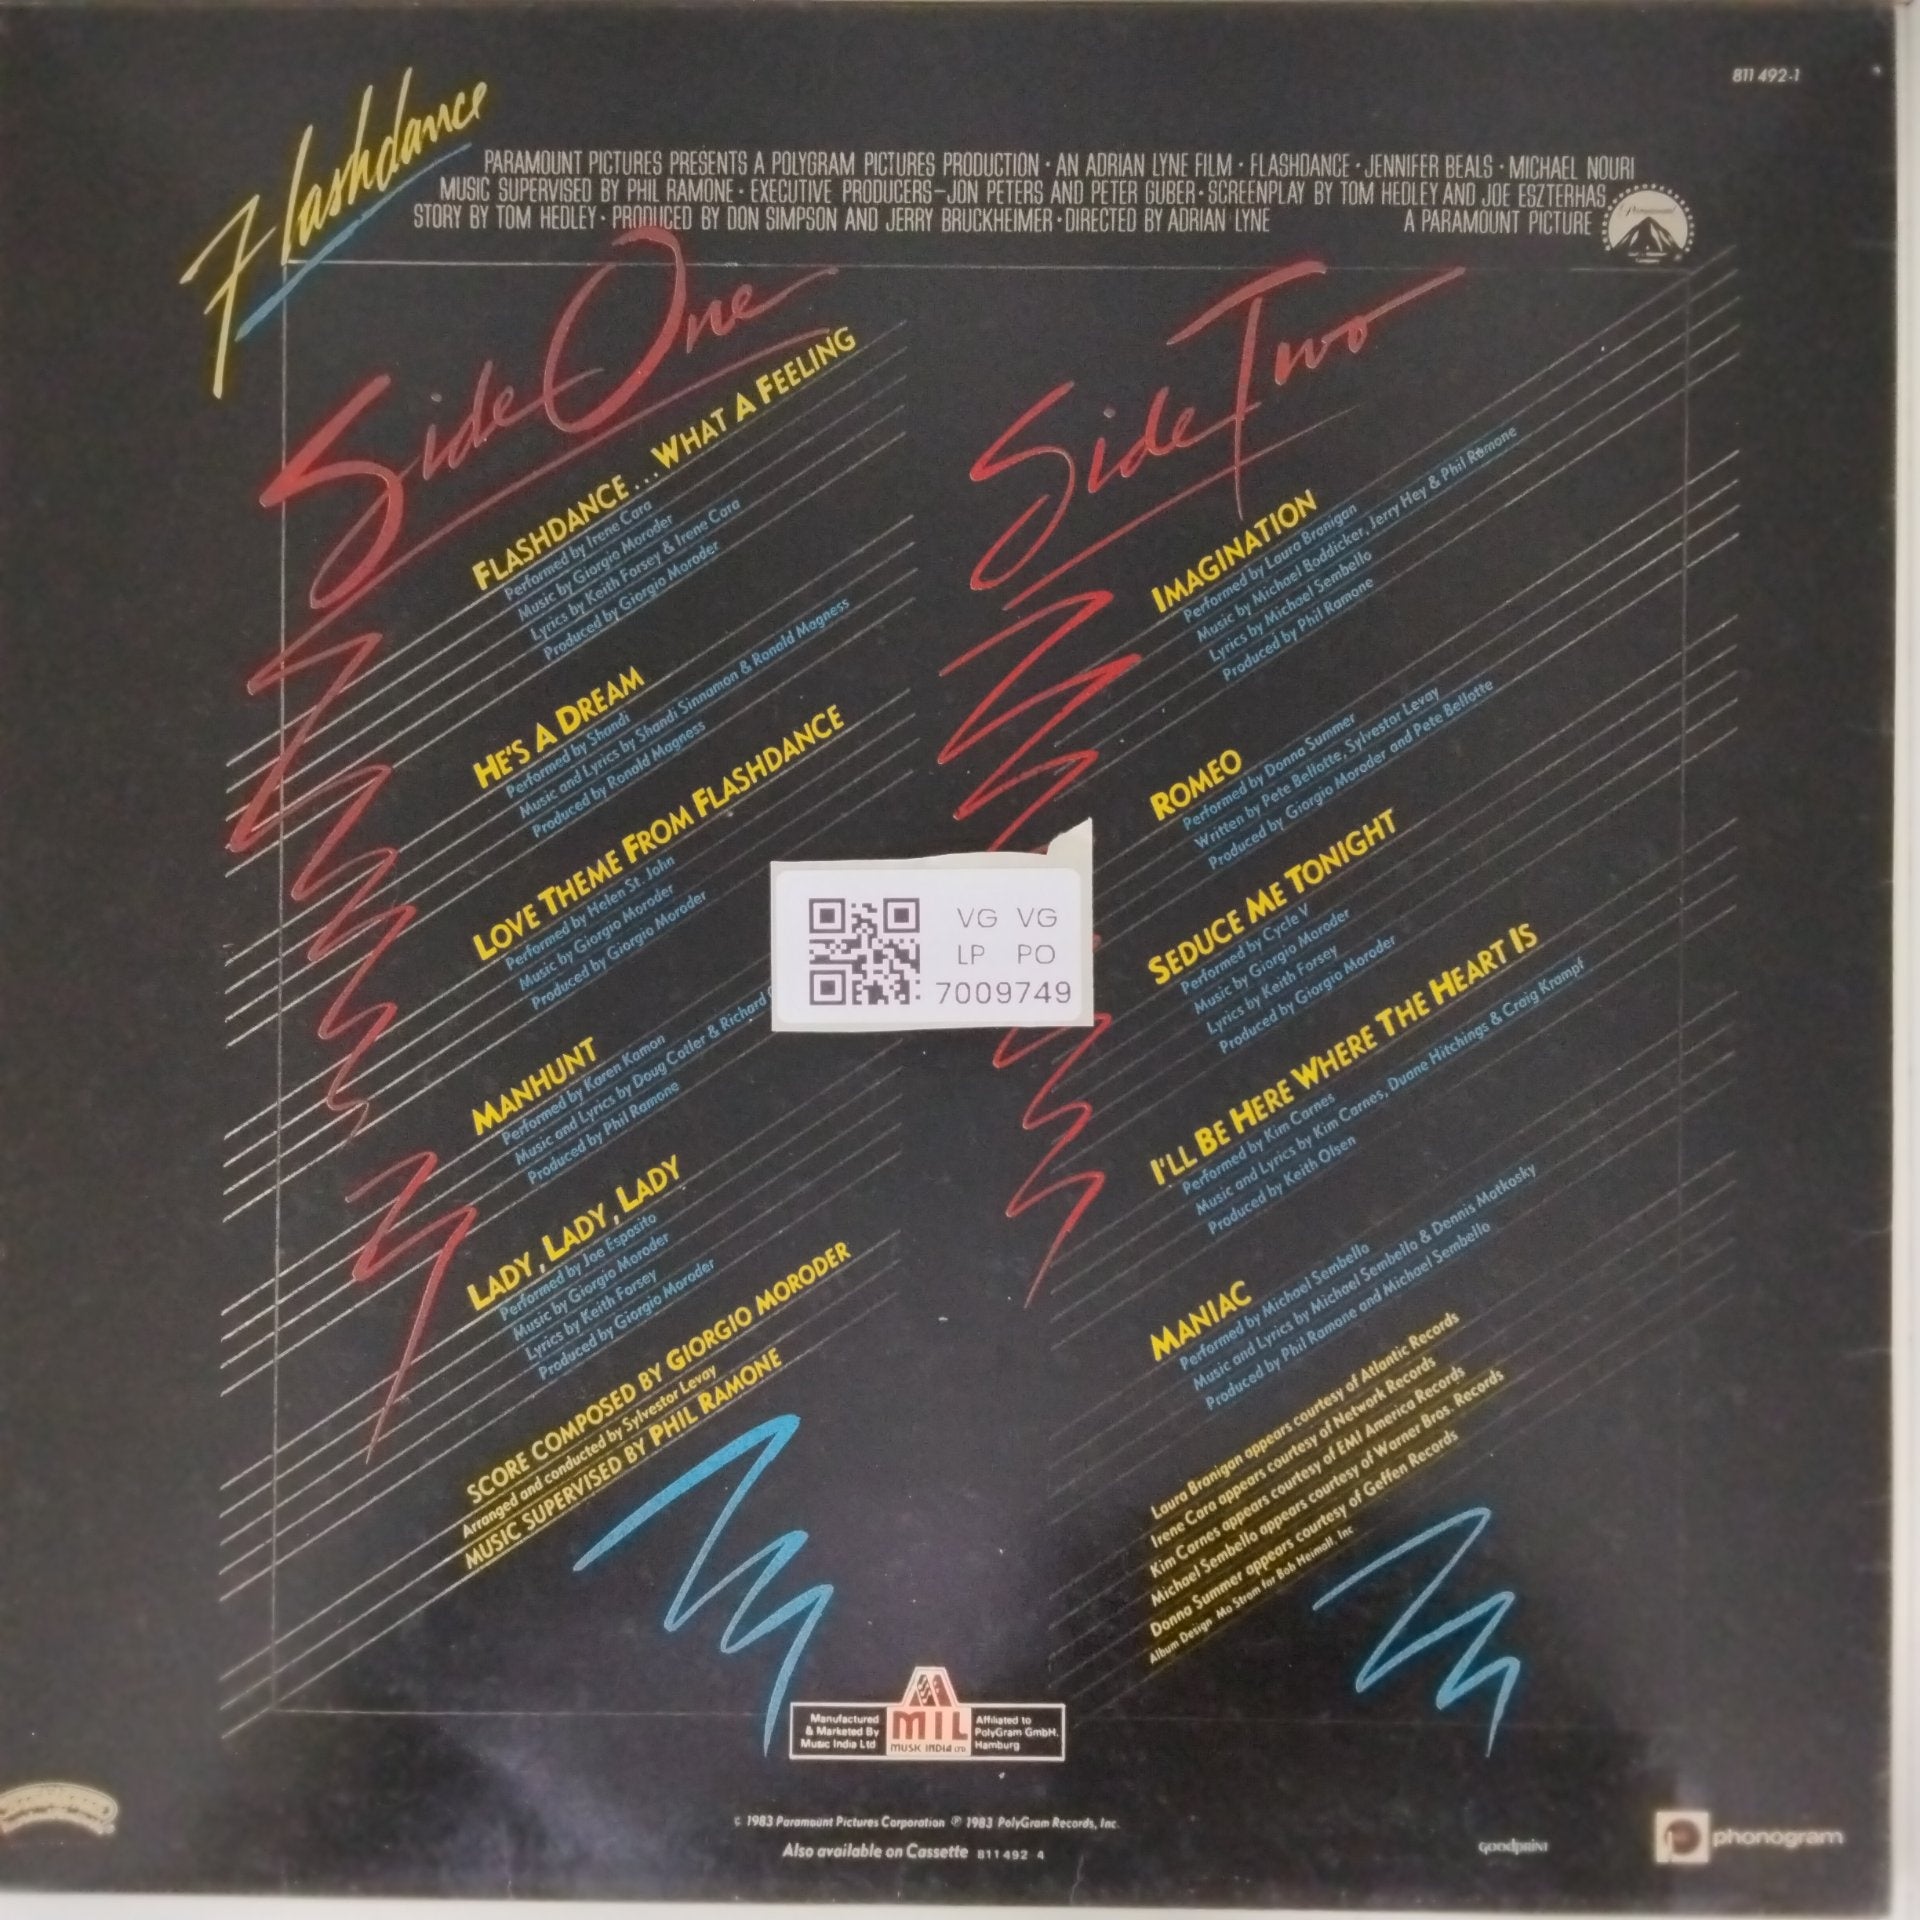 811 492-1
Flashdance
PARAMOUNT PICTURES PRESENTS A POLYGRAM PICTURES PRODUCTION · AN ADRIAN LYNE FILM · FLASHDANCE · JENNIFER BEALS · MICHAEL NOURI
MUSIC SUPERVISED BY PHIL RAMONE · EXECUTIVE PRODUCERS—JON PETERS AND PETER GUBER · SCREENPLAY BY TOM HEDLEY AND JOE ESZTERHAS
STORY BY TOM HEDLEY · PRODUCED BY DON SIMPSON AND JERRY BRUCKHEIMER · DIRECTED BY ADRIAN LYNE
A PARAMOUNT PICTURE
Paramount
Side One
FLASHDANCE...WHAT A FEELING
Performed by Irene Cara
Music by Giorgio Moroder
Lyrics by Keith Forsey & Irene Cara
Produced by Giorgio Moroder
HE'S A DREAM
Performed by Shandi
Music and Lyrics by Shandi Sinnamon & Ronald Magness
Produced by Ronald Magness
LOVE THEME FROM FLASHDANCE
Performed by Helen St. John
Music by Giorgio Moroder
Produced by Giorgio Moroder
MANHUNT
Performed by Karen Kamon
Music and Lyrics by Doug Cotler & Richard
Produced by Phil Ramone
LADY, LADY, LADY
Performed by Joe Esposito
Music by Giorgio Moroder
Lyrics by Keith Forsey
Produced by Giorgio Moroder
SCORE COMPOSED BY GIORGIO MORODER
Arranged and conducted by Sylvestor Levay
MUSIC SUPERVISED BY PHIL RAMONE
Side Two
IMAGINATION
Performed by Laura Branigan
Music by Michael Boddicker, Jerry Hey & Phil Ramone
Lyrics by Michael Sembello
Produced by Phil Ramone
ROMEO
Performed by Donna Summer
Written by Pete Bellotte, Sylvestor Levay
Produced by Giorgio Moroder and Pete Bellotte
SEDUCE ME TONIGHT
Performed by Cycle V
Music by Giorgio Moroder
Lyrics by Keith Forsey
Produced by Giorgio Moroder
I'LL BE HERE WHERE THE HEART IS
Performed by Kim Carnes
Music and Lyrics by Kim Carnes, Duane Hitchings & Craig Krampf
Produced by Keith Olsen
MANIAC
Performed by Michael Sembello
Music and Lyrics by Michael Sembello & Dennis Matkosky
Produced by Phil Ramone and Michael Sembello
Laura Branigan appears courtesy of Atlantic Records
Irene Cara appears courtesy of Network Records
Kim Carnes appears courtesy of EMI America Records
Michael Sembello appears courtesy of Warner Bros. Records
Donna Summer appears courtesy of Geffen Records
Album Design Mo Strom for Bob Heimall, Inc
VG VG
LP PO
7009749
Manufactured
& Marketed By
Music India Ltd
MIL
MUSIC INDIA LTD
Affiliated to
PolyGram GmbH,
Hamburg
© 1983 Paramount Pictures Corporation ℗ 1983 PolyGram Records, Inc.
Also available on Cassette 811 492 4
goodprint
phonogram